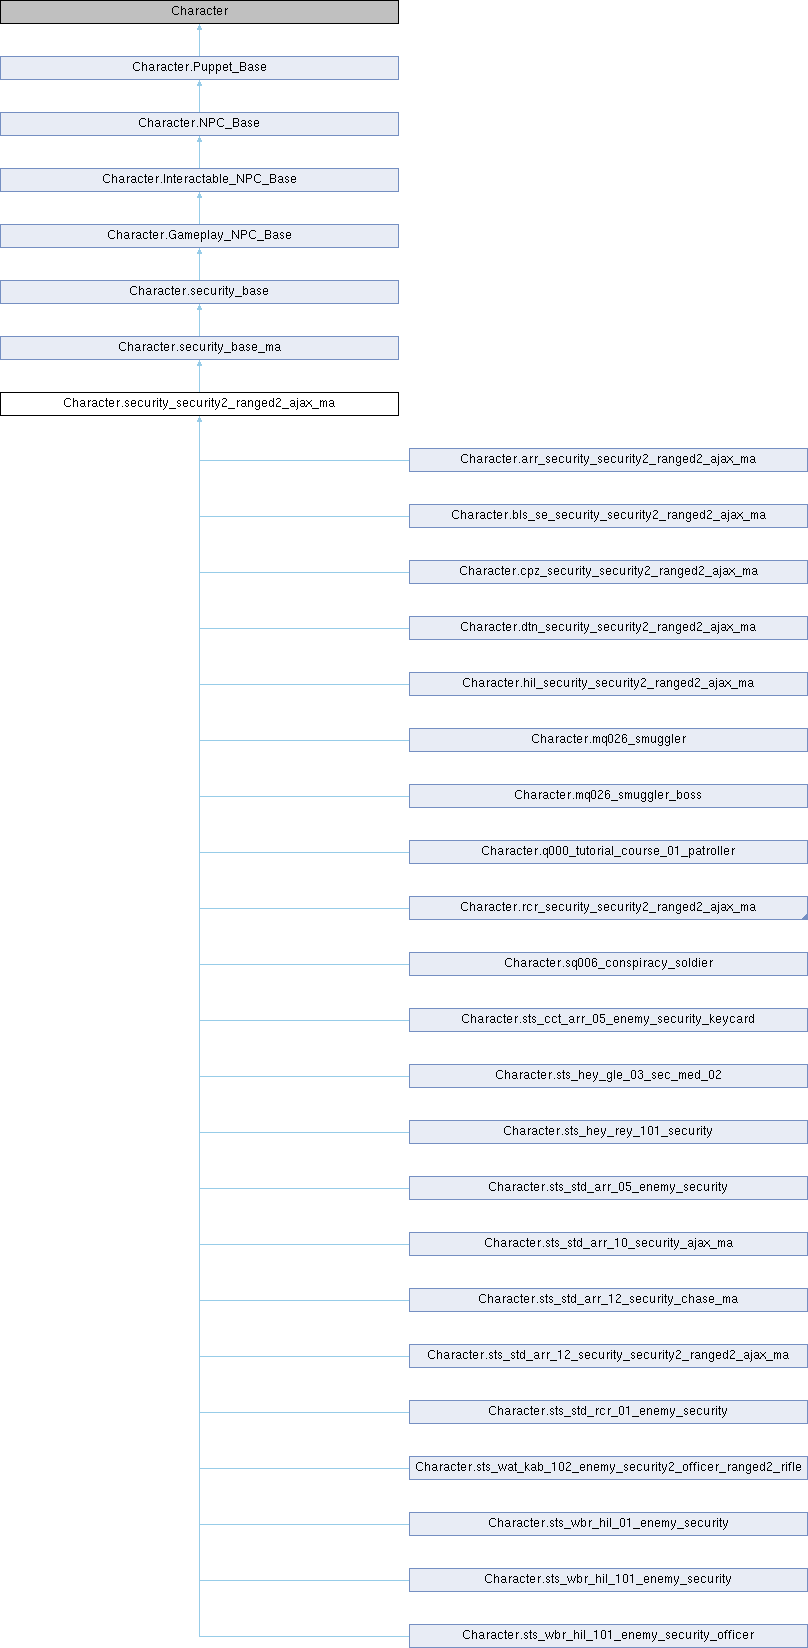 Character
Character.Puppet_Base
Character.NPC_Base
Character.Interactable_NPC_Base
Character.Gameplay_NPC_Base
Character.security_base
Character.security_base_ma
Character.security_security2_ranged2_ajax_ma
Character.arr_security_security2_ranged2_ajax_ma
Character.bls_se_security_security2_ranged2_ajax_ma
Character.cpz_security_security2_ranged2_ajax_ma
Character.dtn_security_security2_ranged2_ajax_ma
Character.hil_security_security2_ranged2_ajax_ma
Character.mq026_smuggler
Character.mq026_smuggler_boss
Character.q000_tutorial_course_01_patroller
Character.rcr_security_security2_ranged2_ajax_ma
Character.sq006_conspiracy_soldier
Character.sts_cct_arr_05_enemy_security_keycard
Character.sts_hey_gle_03_sec_med_02
Character.sts_hey_rey_101_security
Character.sts_std_arr_05_enemy_security
Character.sts_std_arr_10_security_ajax_ma
Character.sts_std_arr_12_security_chase_ma
Character.sts_std_arr_12_security_security2_ranged2_ajax_ma
Character.sts_std_rcr_01_enemy_security
Character.sts_wat_kab_102_enemy_security2_officer_ranged2_rifle
Character.sts_wbr_hil_01_enemy_security
Character.sts_wbr_hil_101_enemy_security
Character.sts_wbr_hil_101_enemy_security_officer